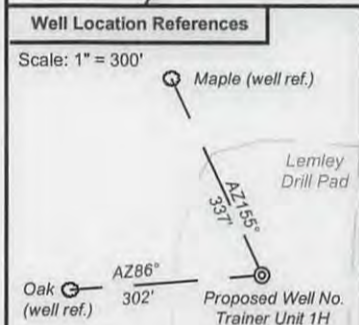 Well Location References
Scale: 1" = 300'
Maple (well ref.)
Lemley
Drill Pad
AZ155°
337'
AZ86°
302'
Oak
(well ref.)
Proposed Well No.
Trainer Unit 1H